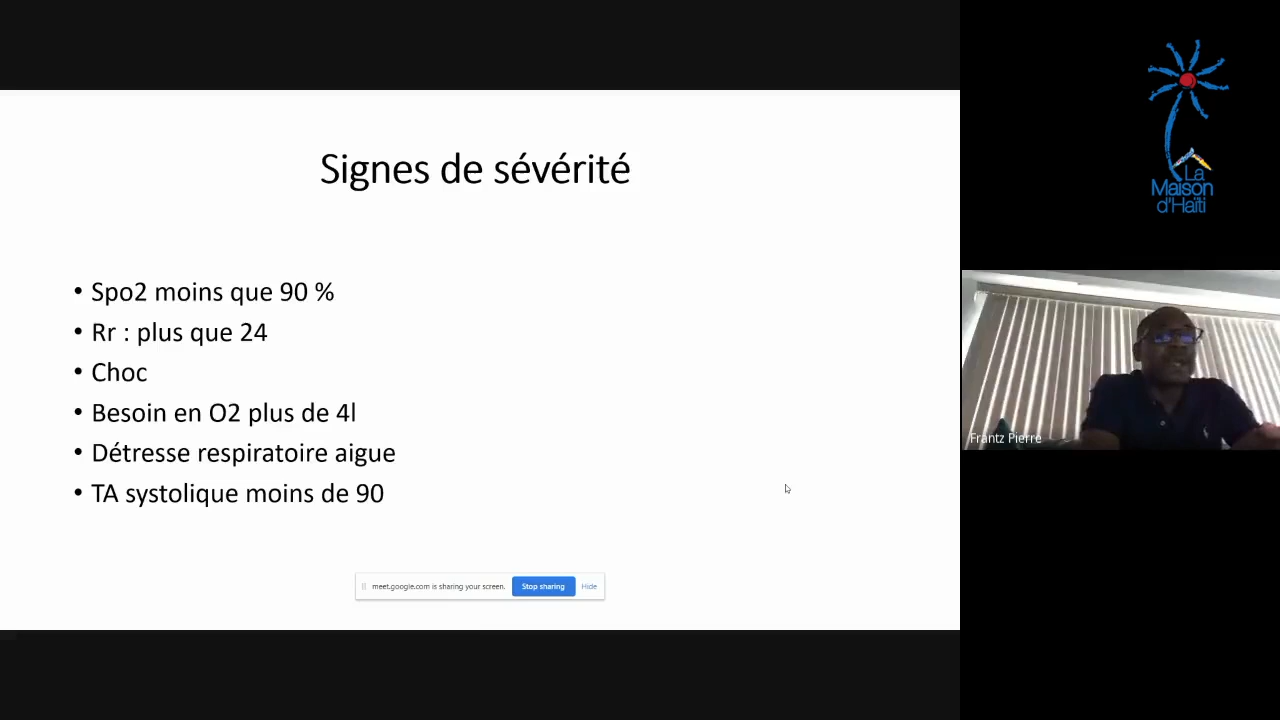 Signes de sévérité
• Spo2 moins que 90 %
• Rr : plus que 24
• Choc
• Besoin en O2 plus de 4l
• Détresse respiratoire aigue
• TA systolique moins de 90
meet.google.com is sharing your screen.
Stop sharing
Hide
La
Maison
d'Haïti
Frantz Pierre